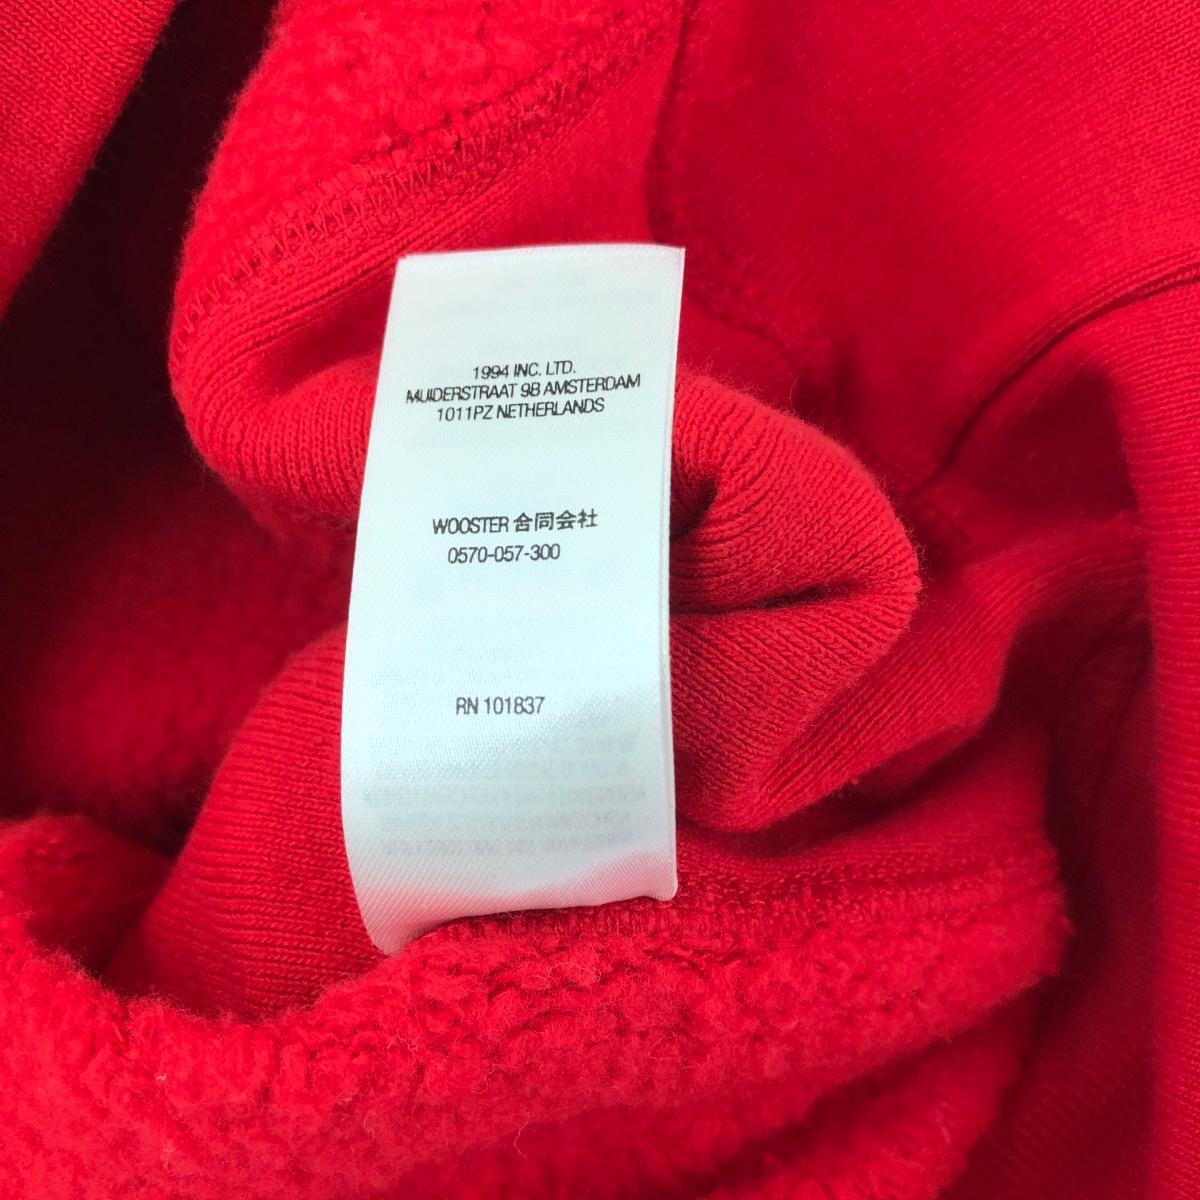 1994 INC. LTD.
MUIDERSTRAAT 9B AMSTERDAM
1011PZ NETHERLANDS
WOOSTER 合同会社
0570-057-300
RN 101837